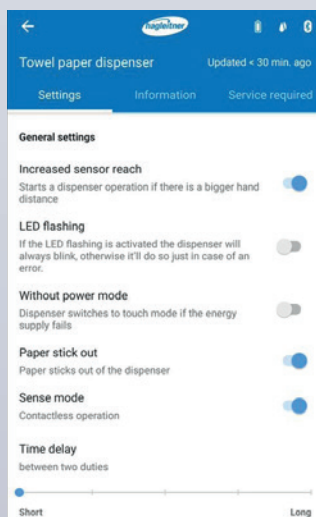 hagleitner
Towel paper dispenser
Updated < 30 min. ago
Settings
Information
Service required
General settings
Increased sensor reach
Starts a dispenser operation if there is a bigger hand
distance
LED flashing
If the LED flashing is activated the dispenser will
always blink, otherwise it'll do so just in case of an
error.
Without power mode
Dispenser switches to touch mode if the energy
supply fails
Paper stick out
Paper sticks out of the dispenser
Sense mode
Contactless operation
Time delay
between two duties
Short
Long